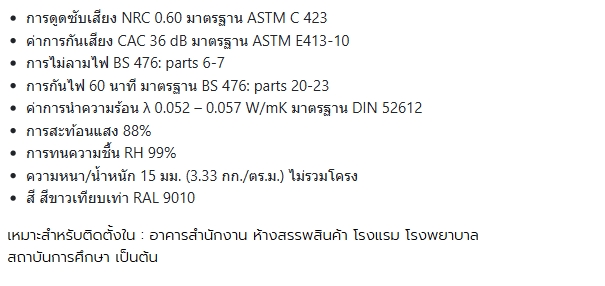 • การดูดซับเสียง NRC 0.60 มาตรฐาน ASTM C 423
• ค่าการกันเสียง CAC 36 dB มาตรฐาน ASTM E413-10
• การไม่ลามไฟ BS 476: parts 6-7
• การกันไฟ 60 นาที มาตรฐาน BS 476: parts 20-23
• ค่าการนำความร้อน λ 0.052 – 0.057 W/mK มาตรฐาน DIN 52612
• การสะท้อนแสง 88%
• การทนความชื้น RH 99%
• ความหนา/น้ำหนัก 15 มม. (3.33 กก./ตร.ม.) ไม่รวมโครง
• สี สีขาวเทียบเท่า RAL 9010
เหมาะสำหรับติดตั้งใน : อาคารสำนักงาน ห้างสรรพสินค้า โรงแรม โรงพยาบาล
สถาบันการศึกษา เป็นต้น